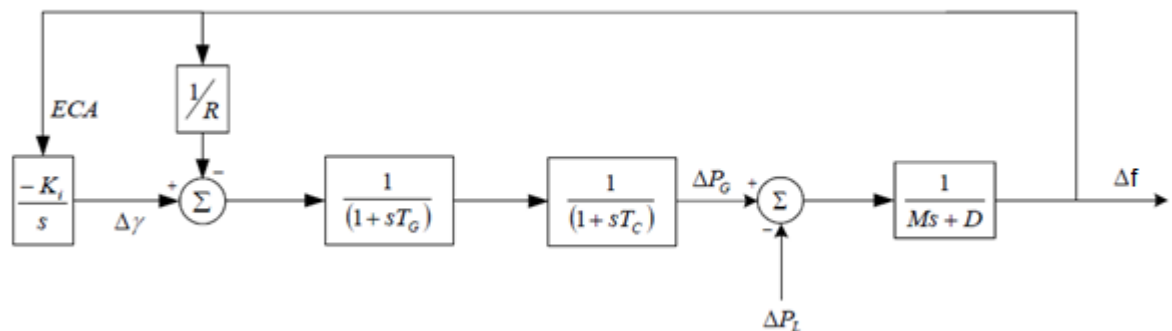 1/R
ECA
-K_i
s
Δγ
+
−
Σ
1
(1+sT_G)
1
(1+sT_C)
ΔP_G
+
−
Σ
ΔP_L
1
Ms+D
Δf